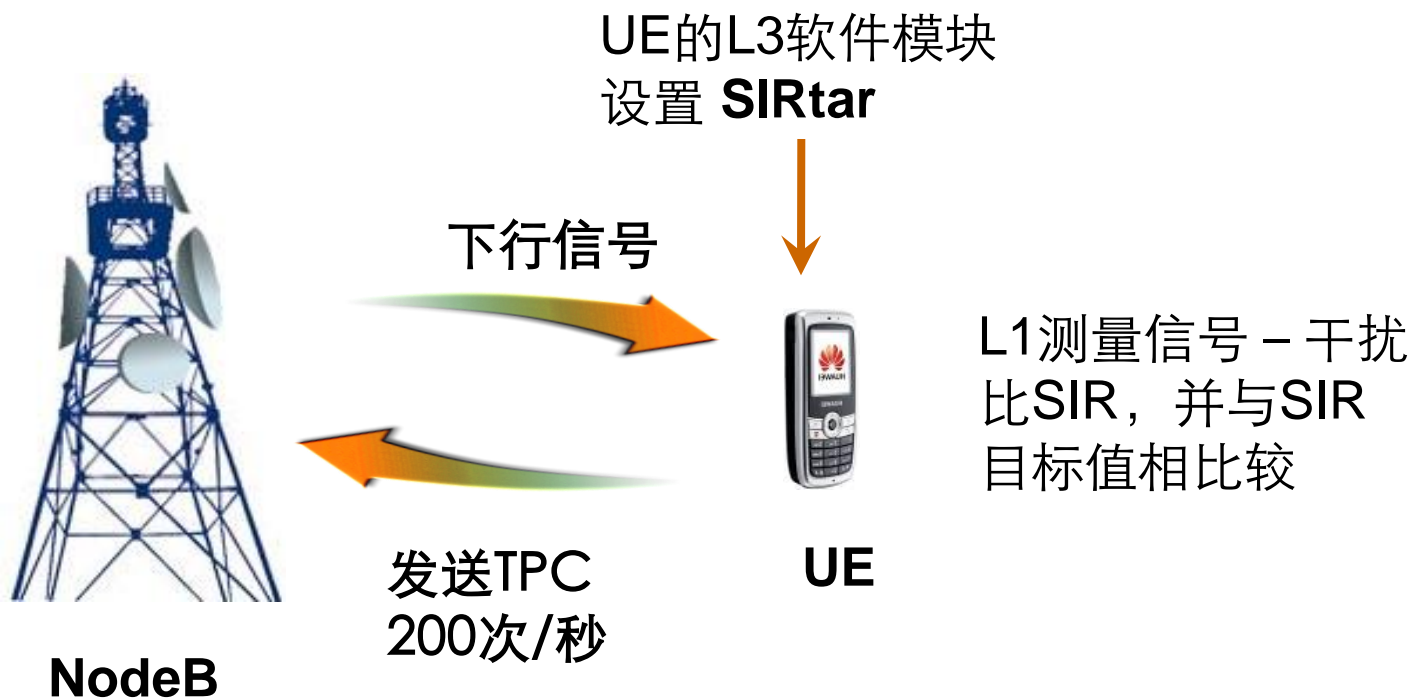 UE的L3软件模块
设置 SIRtar
下行信号
L1测量信号 – 干扰
比SIR，并与SIR
目标值相比较
UE
发送TPC
200次/秒
NodeB